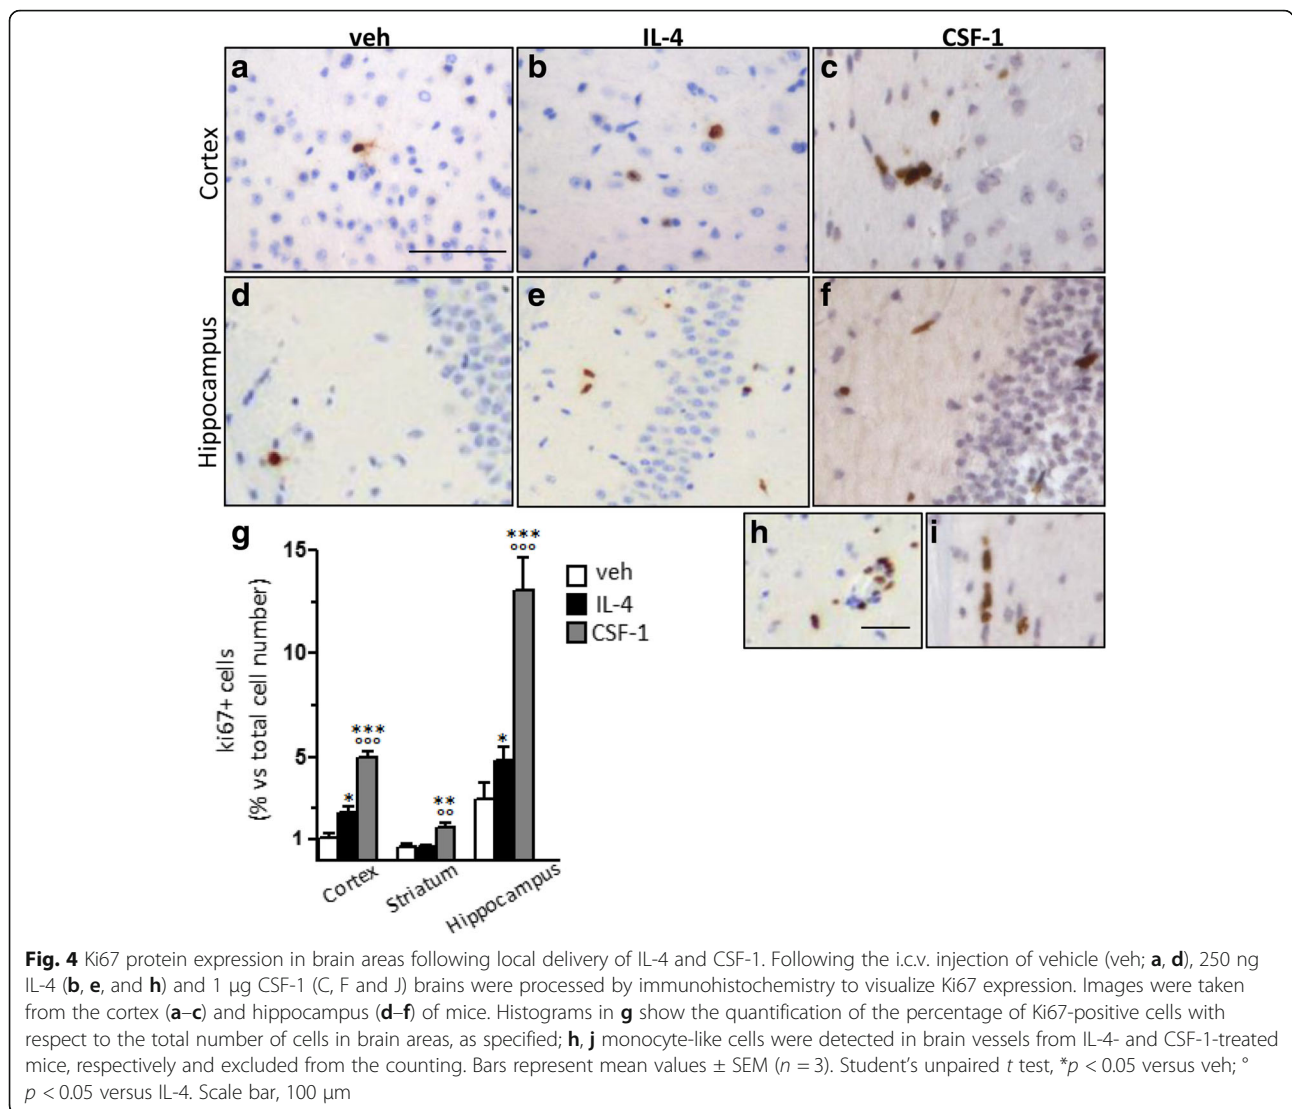 veh IL-4 CSF-1
a b c
Cortex
d e f
Hippocampus
g h i
15
10
5
1
ki67+ cells
(% vs total cell number)
veh
IL-4
CSF-1
*
***
°°°
**
°°
*
***
°°°
Cortex Striatum Hippocampus
Fig. 4 Ki67 protein expression in brain areas following local delivery of IL-4 and CSF-1. Following the i.c.v. injection of vehicle (veh; a, d), 250 ng
IL-4 (b, e, and h) and 1 μg CSF-1 (C, F and J) brains were processed by immunohistochemistry to visualize Ki67 expression. Images were taken
from the cortex (a–c) and hippocampus (d–f) of mice. Histograms in g show the quantification of the percentage of Ki67-positive cells with
respect to the total number of cells in brain areas, as specified; h, j monocyte-like cells were detected in brain vessels from IL-4- and CSF-1-treated
mice, respectively and excluded from the counting. Bars represent mean values ± SEM (n = 3). Student's unpaired t test, *p < 0.05 versus veh; °
p < 0.05 versus IL-4. Scale bar, 100 μm